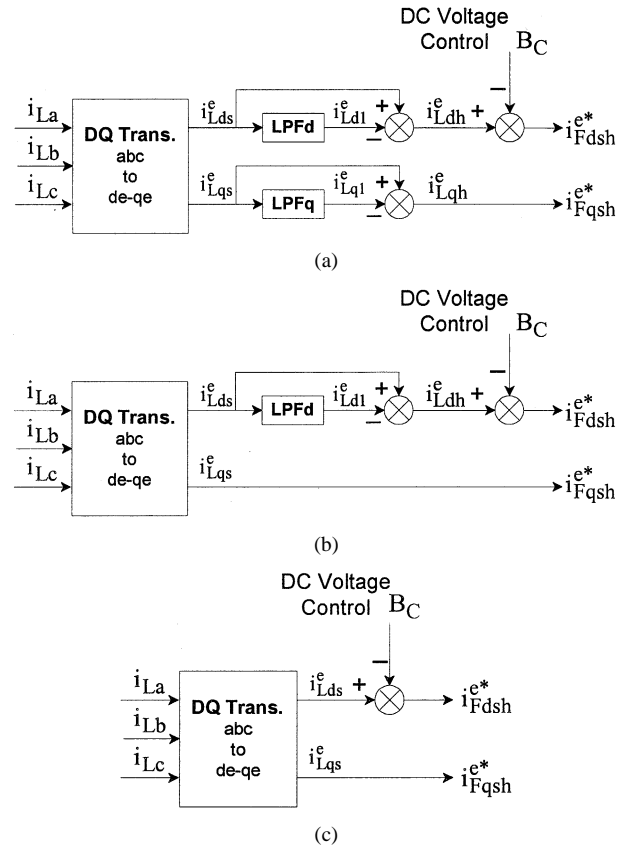 DC Voltage
Control B_C
−
i_La
i_Lb
i_Lc
DQ Trans.
abc
to
de-qe
i^e_Lds
LPFd
i^e_Ld1
+
−
i^e_Ldh +
i^e*_Fdsh
i^e_Lqs
LPFq
i^e_Lq1
+
−
i^e_Lqh
i^e*_Fqsh
(a)
DC Voltage
Control B_C
−
i_La
i_Lb
i_Lc
DQ Trans.
abc
to
de-qe
i^e_Lds
LPFd
i^e_Ld1
+
−
i^e_Ldh +
i^e*_Fdsh
i^e_Lqs
i^e*_Fqsh
(b)
DC Voltage
Control B_C
−
i_La
i_Lb
i_Lc
DQ Trans.
abc
to
de-qe
i^e_Lds +
i^e*_Fdsh
i^e_Lqs
i^e*_Fqsh
(c)